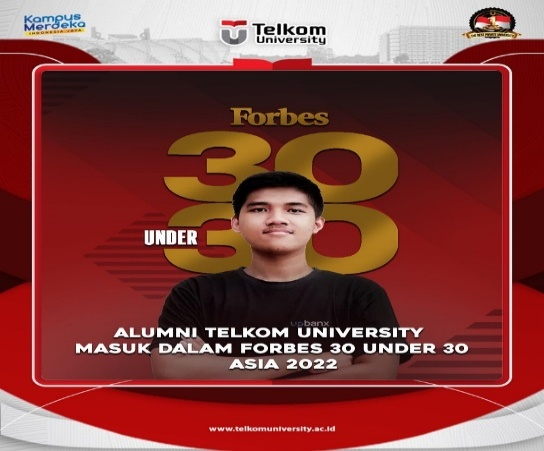 Kampus
Merdeka
INDONESIA JAYA
Telkom
University
Forbes
30
UNDER
30
upbanx
ALUMNI TELKOM UNIVERSITY
MASUK DALAM FORBES 30 UNDER 30
ASIA 2022
www.telkomuniversity.ac.id